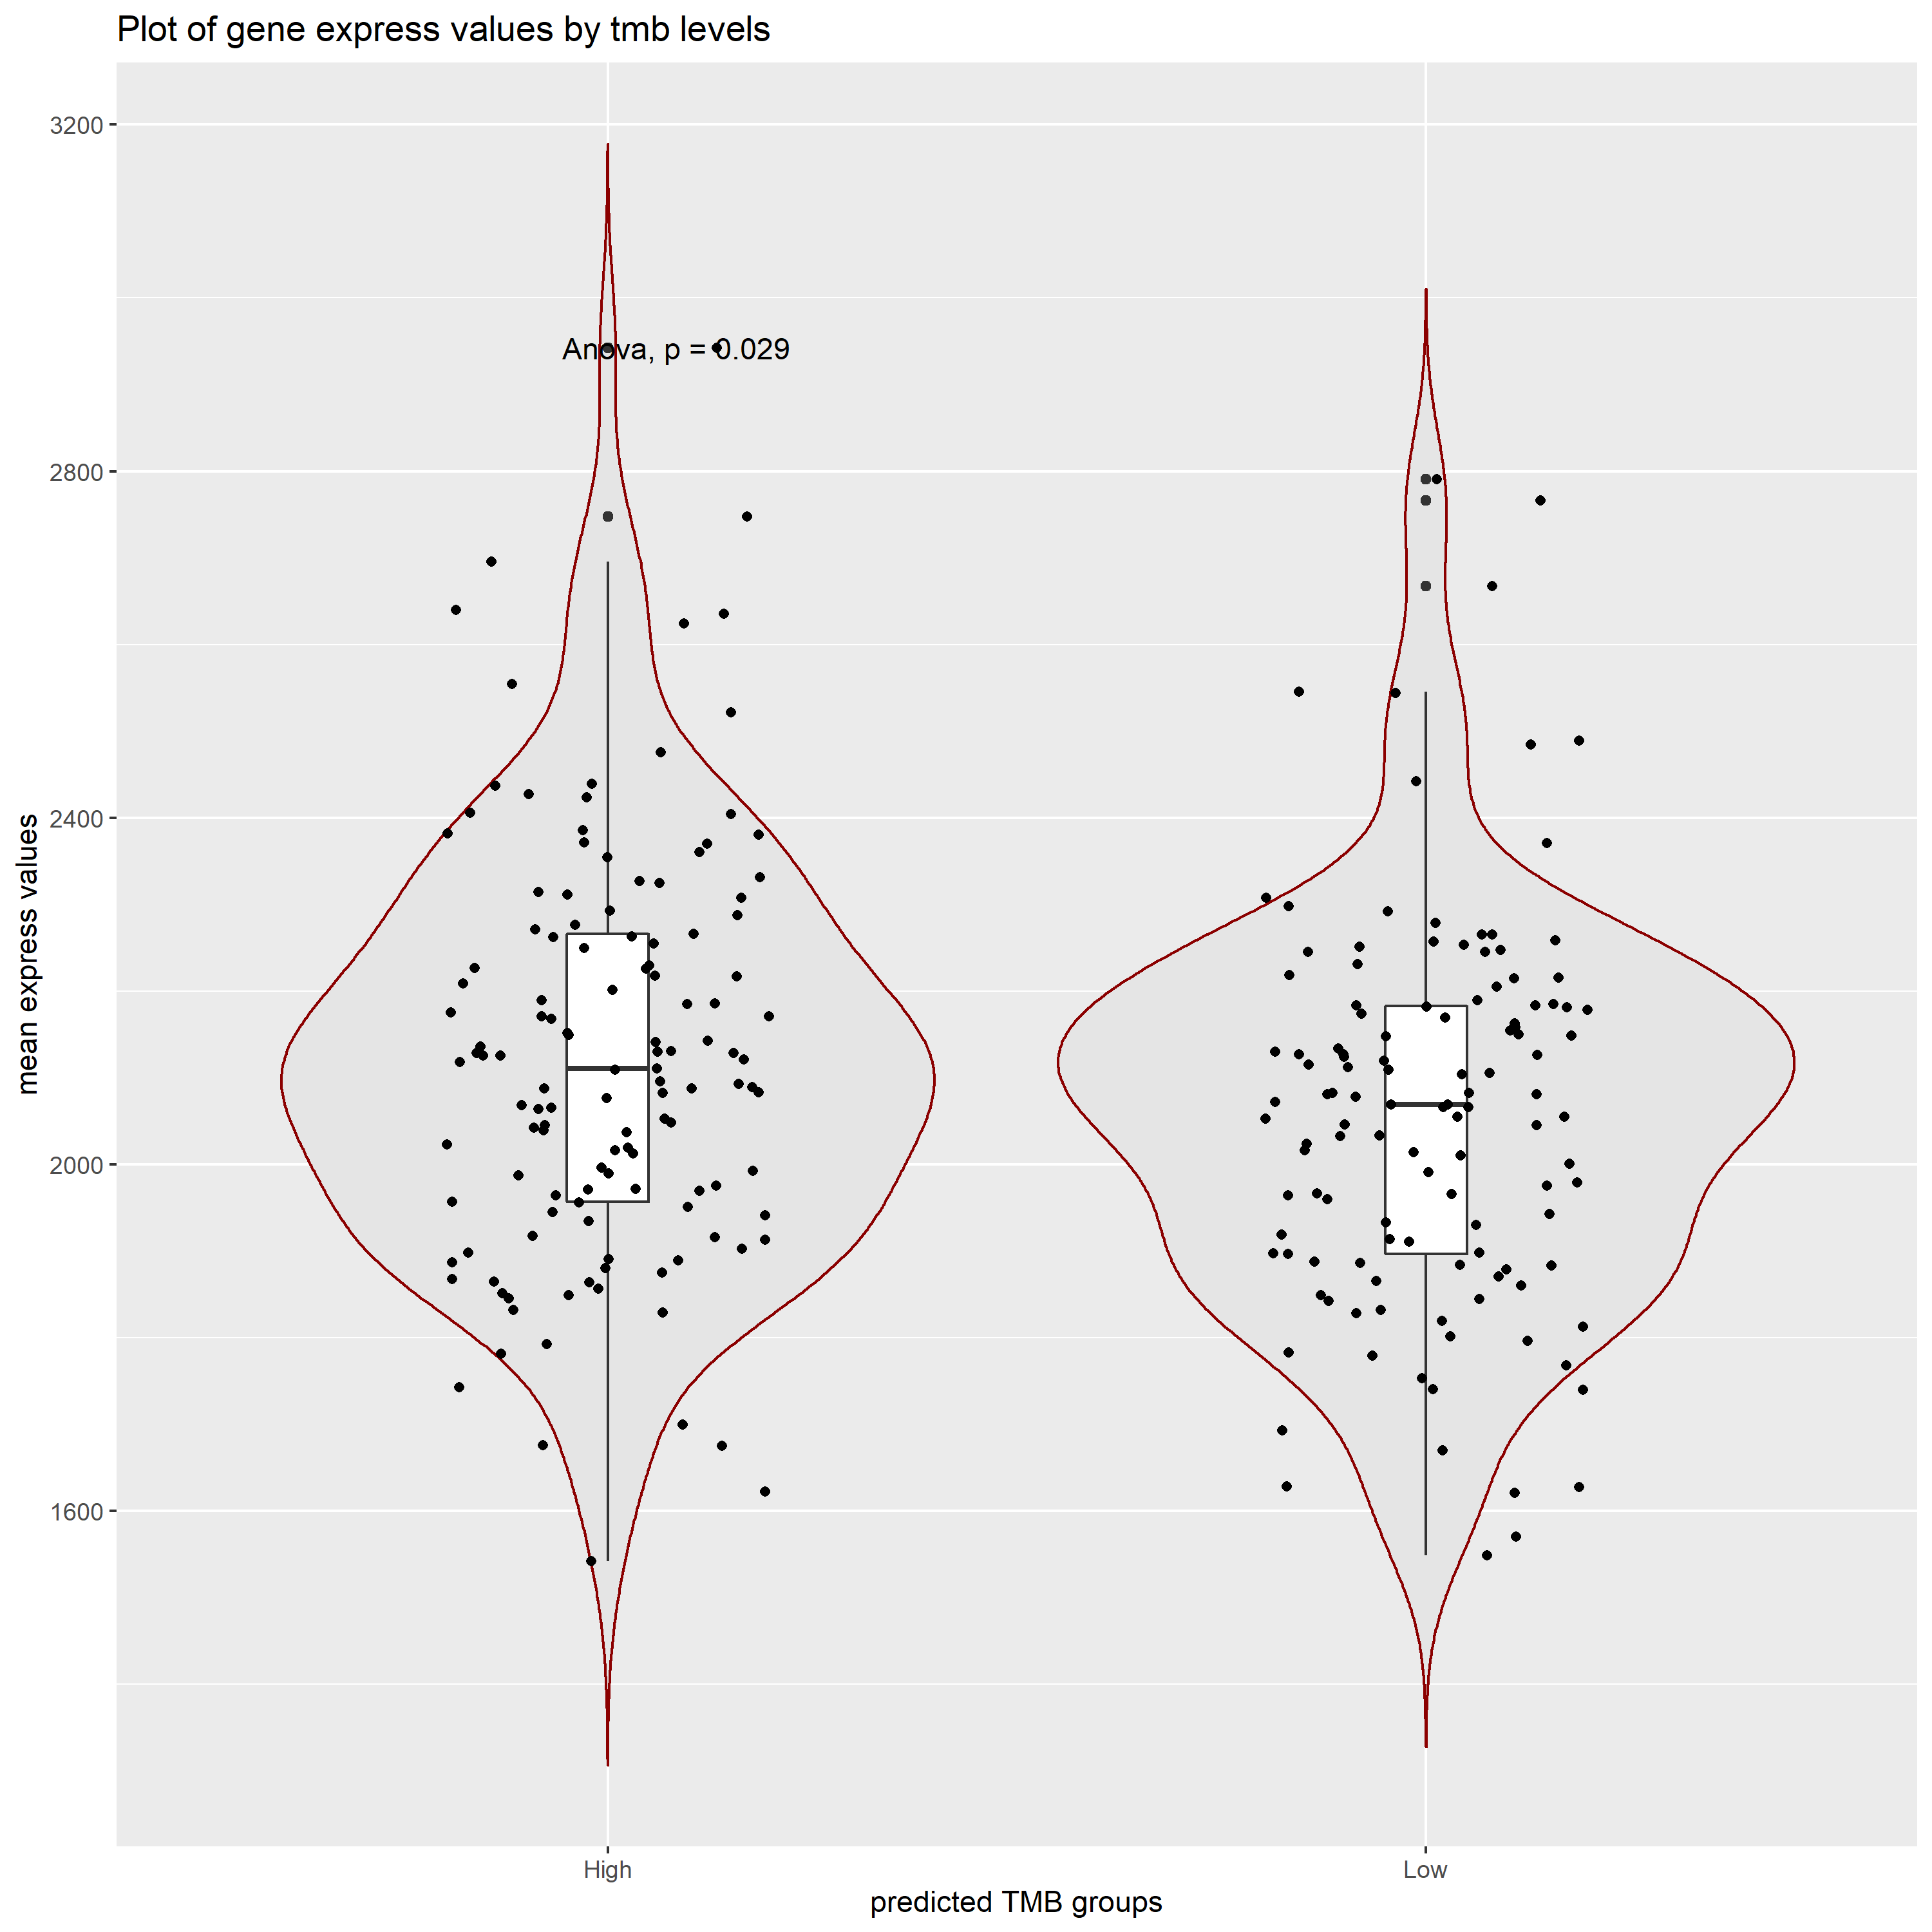 Plot of gene express values by tmb levels
3200
Anova, p = 0.029
2800
2400
mean express values
2000
1600
High
Low
predicted TMB groups